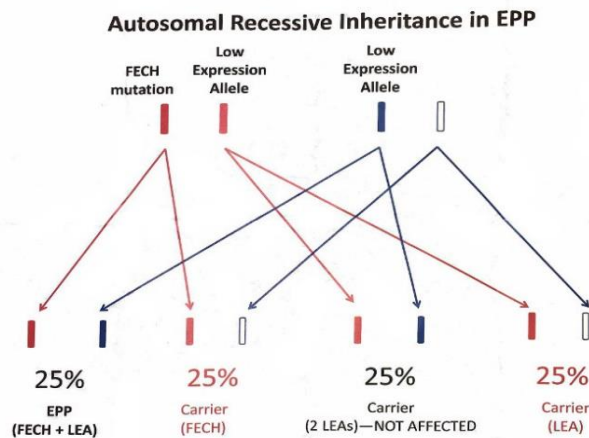 Autosomal Recessive Inheritance in EPP
FECH
mutation
Low
Expression
Allele
Low
Expression
Allele
25%
EPP
(FECH + LEA)
25%
Carrier
(FECH)
25%
Carrier
(2 LEAs)—NOT AFFECTED
25%
Carrier
(LEA)